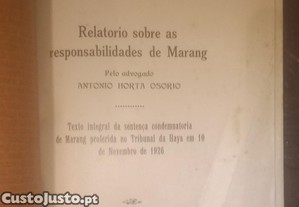 Relatorio sobre as
responsabilidades de Marang
Pelo advogado
ANTONIO HORTA OSORIO
Texto integral da sentença condemnatoria
de Marang proferida no Tribunal da Haya em 10
de Novembro de 1926
CustoJusto.pt